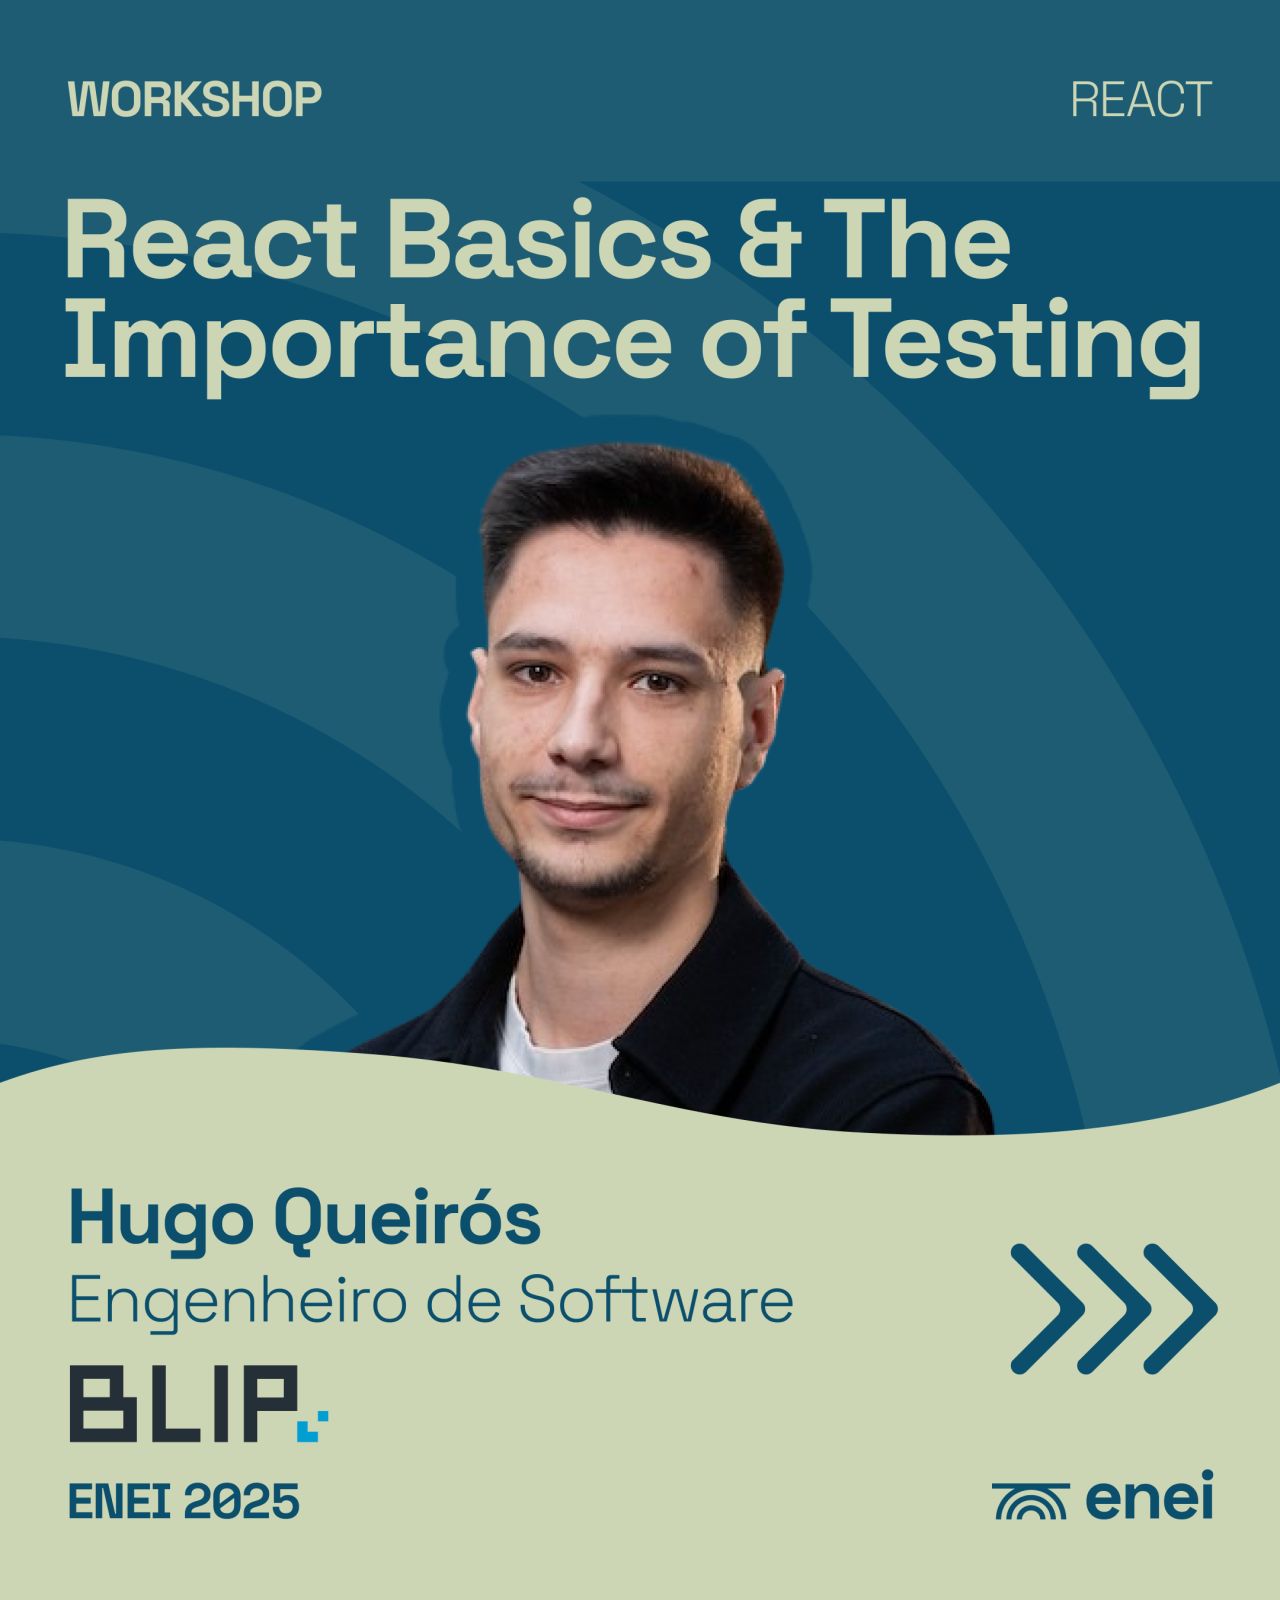 WORKSHOP
REACT
React Basics & The
Importance of Testing
Hugo Queirós
Engenheiro de Software
BLIP
ENEI 2025
enei